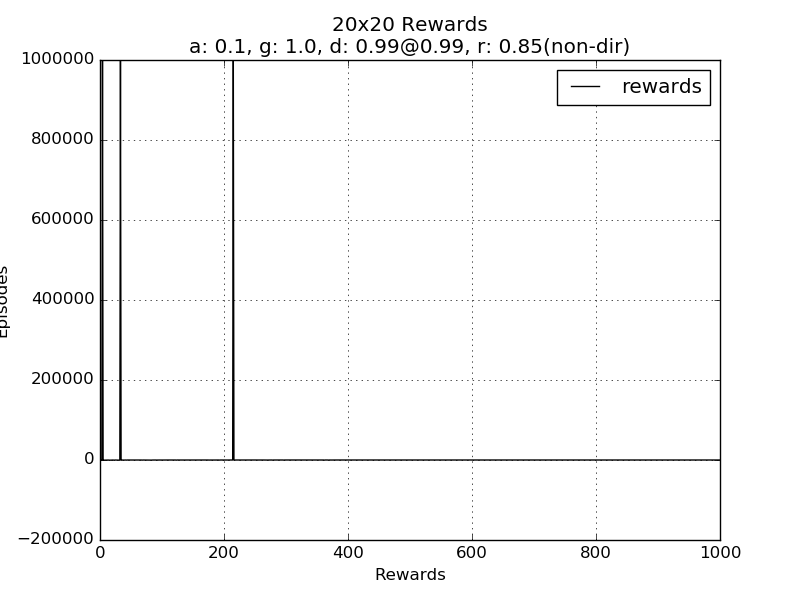 20x20 Rewards
a: 0.1, g: 1.0, d: 0.99@0.99, r: 0.85(non-dir)
rewards
1000000
800000
600000
400000
200000
0
−200000
Episodes
0 200 400 600 800 1000
Rewards